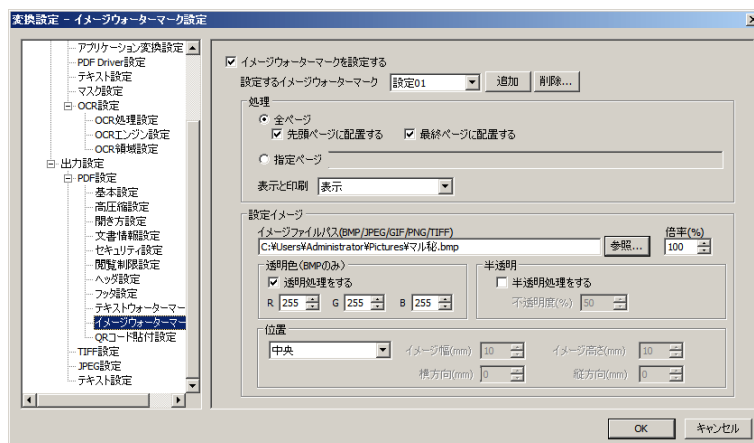 変換設定 - イメージウォーターマーク設定
アプリケーション変換設定
PDF Driver設定
テキスト設定
マスク設定
OCR設定
OCR処理設定
OCRエンジン設定
OCR領域設定
出力設定
PDF設定
基本設定
高圧縮設定
開き方設定
文書情報設定
セキュリティ設定
閲覧制限設定
ヘッダ設定
フッタ設定
テキストウォーターマー
イメージウォーターマー
QRコード貼付設定
TIFF設定
JPEG設定
テキスト設定
イメージウォーターマークを設定する
設定するイメージウォーターマーク 設定01 追加 削除...
処理
全ページ
先頭ページに配置する 最終ページに配置する
指定ページ
表示と印刷 表示
設定イメージ
イメージファイルパス(BMP/JPEG/GIF/PNG/TIFF) 倍率(%)
C:¥Users¥Administrator¥Pictures¥マル秘.bmp 参照... 100
透明色(BMPのみ) 半透明
透明処理をする 半透明処理をする
R 255 G 255 B 255 不透明度(%) 50
位置
中央 イメージ幅(mm) 10 イメージ高さ(mm) 10
横方向(mm) 0 縦方向(mm) 0
OK キャンセル